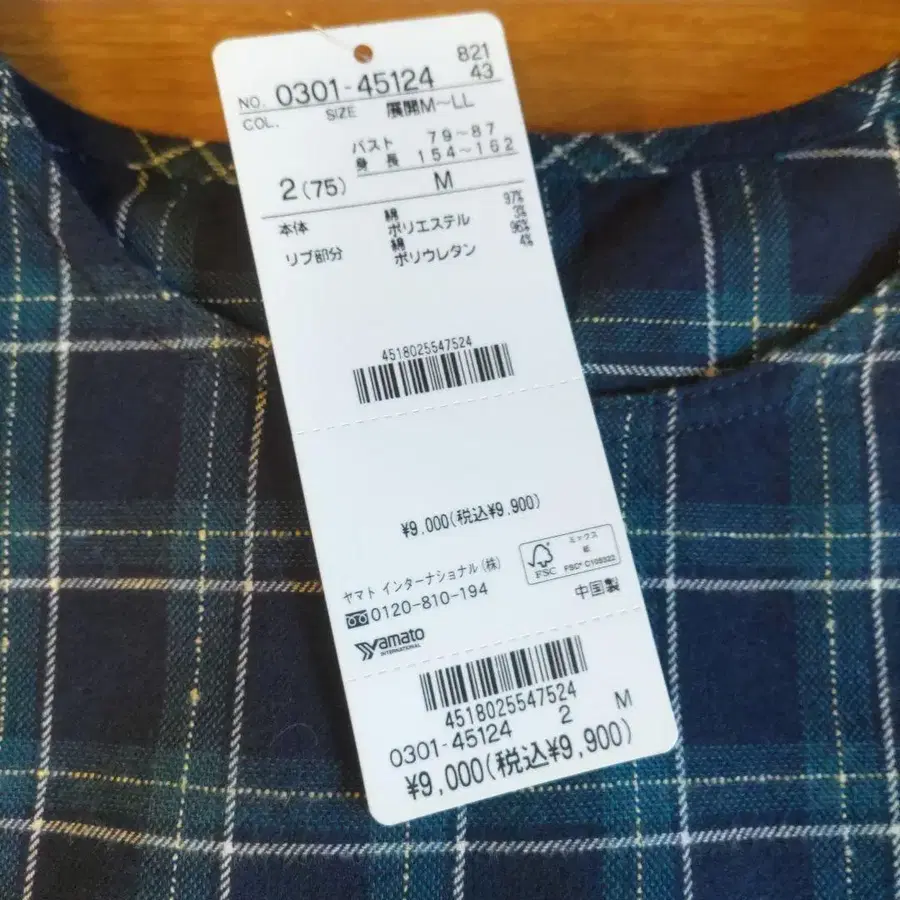 821
NO. 0301-45124 43
COL. SIZE 展開M~LL
バスト 79~87
身長 154~162
2(75) M
本体 綿 97%
ポリエステル 3%
リブ部分 綿 96%
ポリウレタン 4%
4518025547524
¥9,000(税込¥9,900)
ミックス
紙
FSC FSC® C109322
ヤマト インターナショナル(株)
0120-810-194 中国製
Yamato
INTERNATIONAL
4518025547524
0301-45124 2 M
¥9,000(税込¥9,900)